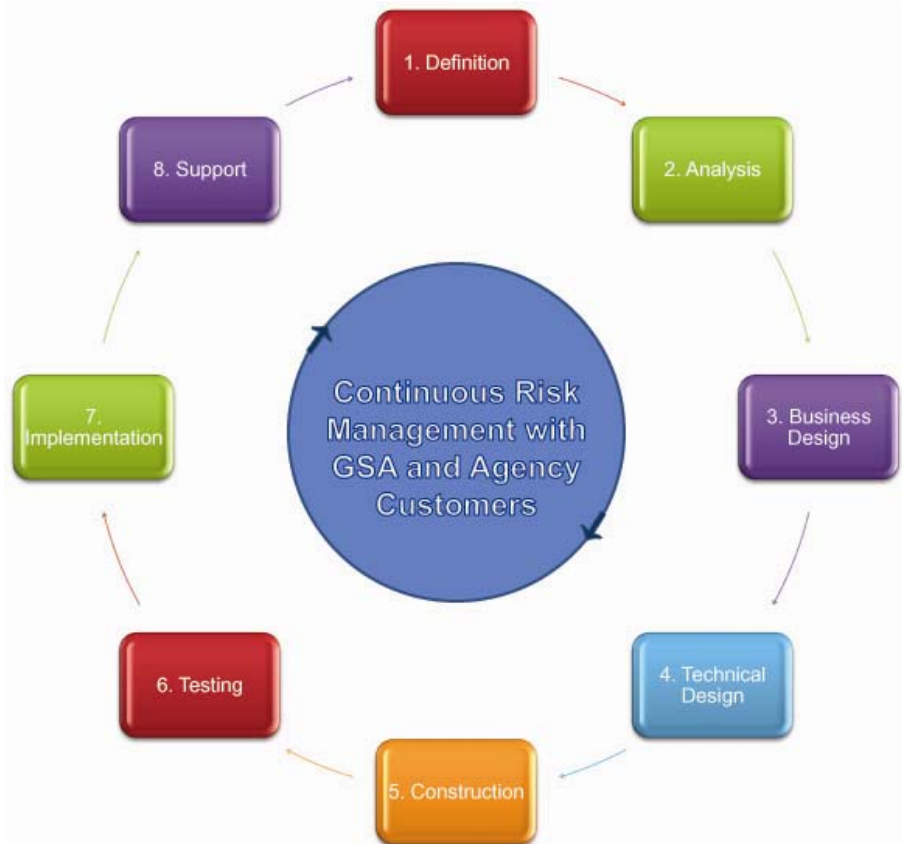 1. Definition
2. Analysis
3. Business
Design
4. Technical
Design
5. Construction
6. Testing
7.
Implementation
8. Support
Continuous Risk
Management with
GSA and Agency
Customers